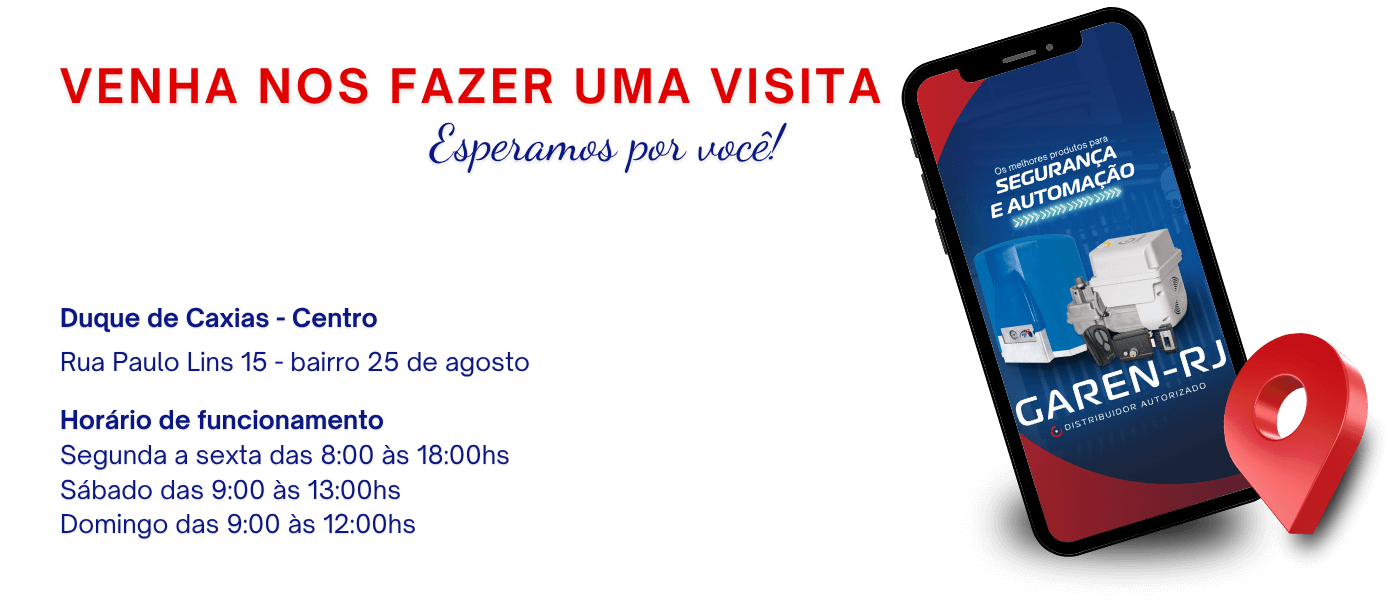 VENHA NOS FAZER UMA VISITA
Esperamos por você!
Duque de Caxias - Centro
Rua Paulo Lins 15 - bairro 25 de agosto
Horário de funcionamento
Segunda a sexta das 8:00 às 18:00hs
Sábado das 9:00 às 13:00hs
Domingo das 9:00 às 12:00hs
Os melhores produtos para
SEGURANÇA
E AUTOMAÇÃO
GAREN-RJ
DISTRIBUIDOR AUTORIZADO